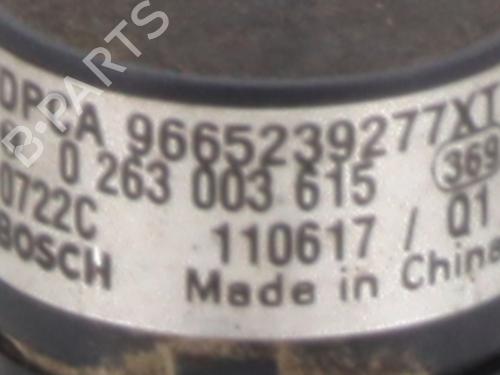 9665239277XT
0 263 003 615
369
0722C
110617 / Q1
BOSCH
Made in China
B-PARTS